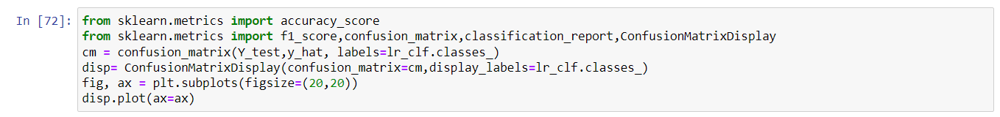 In [72]: from sklearn.metrics import accuracy_score
from sklearn.metrics import f1_score,confusion_matrix,classification_report,ConfusionMatrixDisplay
cm = confusion_matrix(Y_test,y_hat, labels=lr_clf.classes_)
disp= ConfusionMatrixDisplay(confusion_matrix=cm,display_labels=lr_clf.classes_)
fig, ax = plt.subplots(figsize=(20,20))
disp.plot(ax=ax)